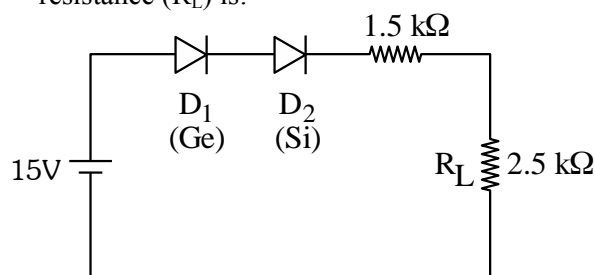 resistance (R_L) is:
1.5 kΩ
D₁ D₂
(Ge) (Si)
15V
R_L 2.5 kΩ